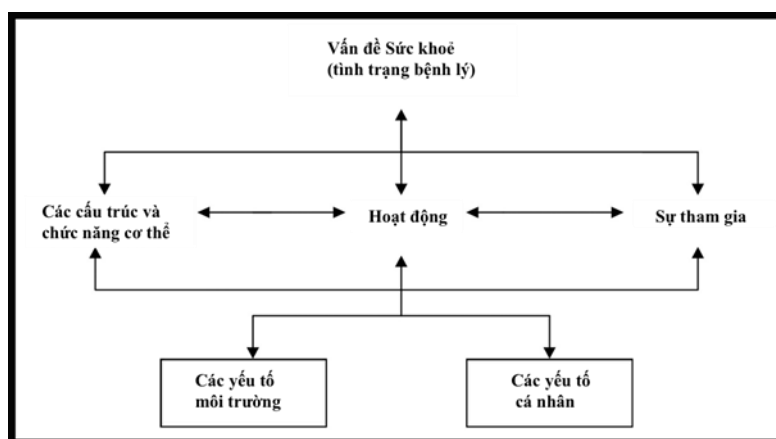 Vấn đề Sức khoẻ
(tình trạng bệnh lý)
Các cấu trúc và
chức năng cơ thể
Hoạt động
Sự tham gia
Các yếu tố
môi trường
Các yếu tố
cá nhân